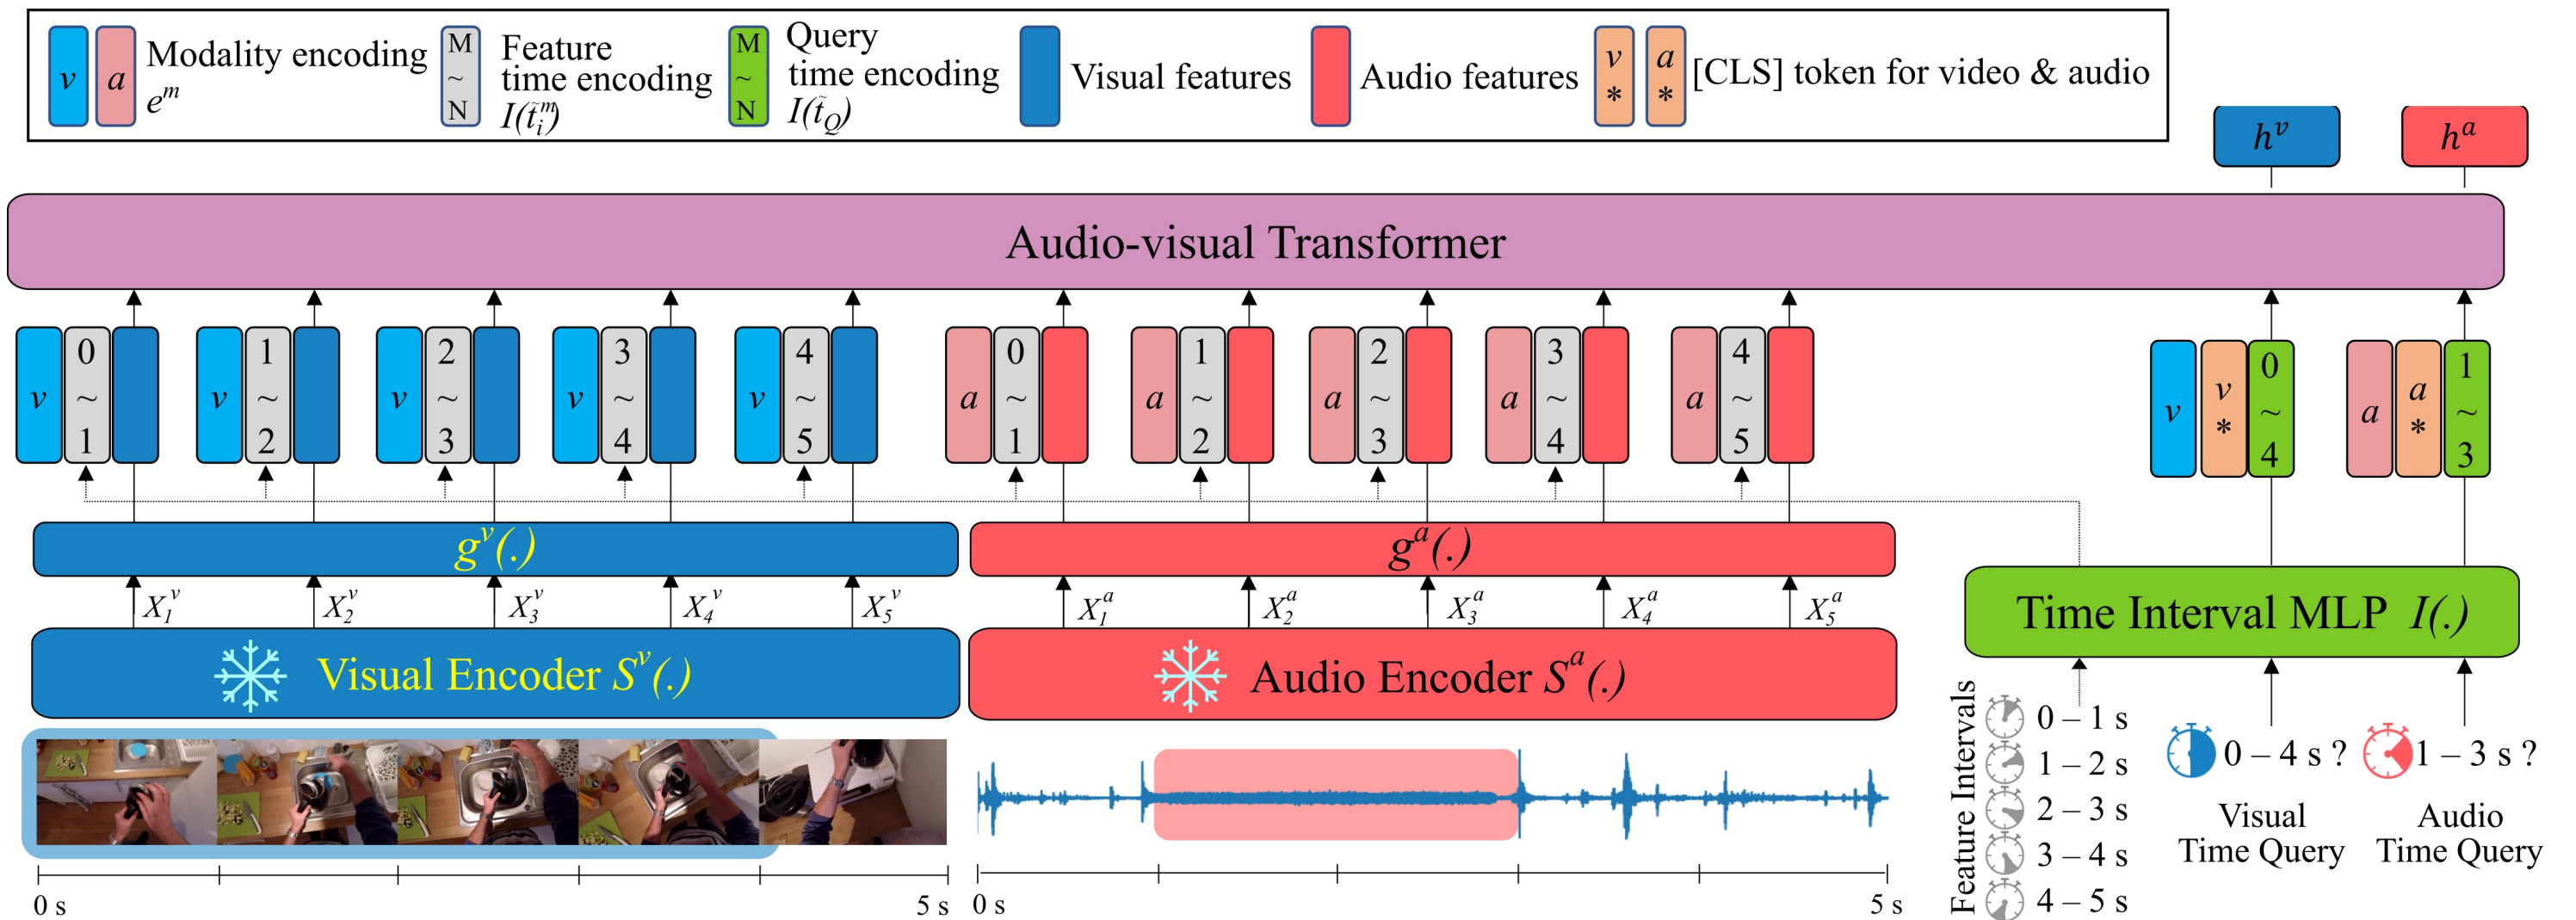 v a Modality encoding
e^m
M ~ N Feature
time encoding
I(t̃_i^m)
M ~ N Query
time encoding
I(t̃_Q)
Visual features
Audio features
v * a * [CLS] token for video & audio
h^v h^a
Audio-visual Transformer
v 0 ~ 1 v 1 ~ 2 v 2 ~ 3 v 3 ~ 4 v 4 ~ 5
a 0 ~ 1 a 1 ~ 2 a 2 ~ 3 a 3 ~ 4 a 4 ~ 5
v v * 0 ~ 4
a a * 1 ~ 3
g^v(.) g^a(.)
X_1^v X_2^v X_3^v X_4^v X_5^v
X_1^a X_2^a X_3^a X_4^a X_5^a
Time Interval MLP I(.)
Visual Encoder S^v(.)
Audio Encoder S^a(.)
Feature Intervals
0 – 1 s
1 – 2 s
2 – 3 s
3 – 4 s
4 – 5 s
0 – 4 s ?
Visual
Time Query
1 – 3 s ?
Audio
Time Query
0 s 5 s
0 s 5 s